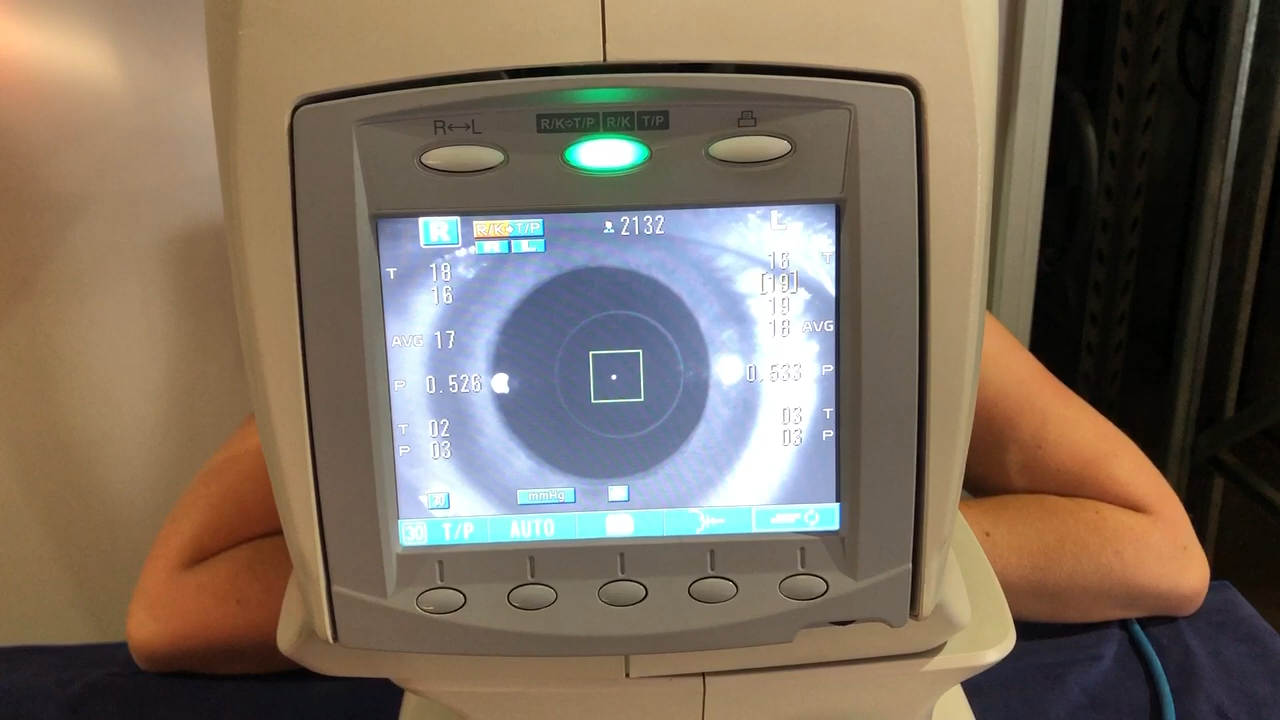 R↔L
R/K⇨T/P R/K T/P
R R/K⇨T/P 2132 L
R L
T 18
16
AVG 17
P 0.526
T 02
P 03
16 T
[19]
19
18 AVG
0.533 P
03 T
03 P
30 mmHg
30 T/P AUTO